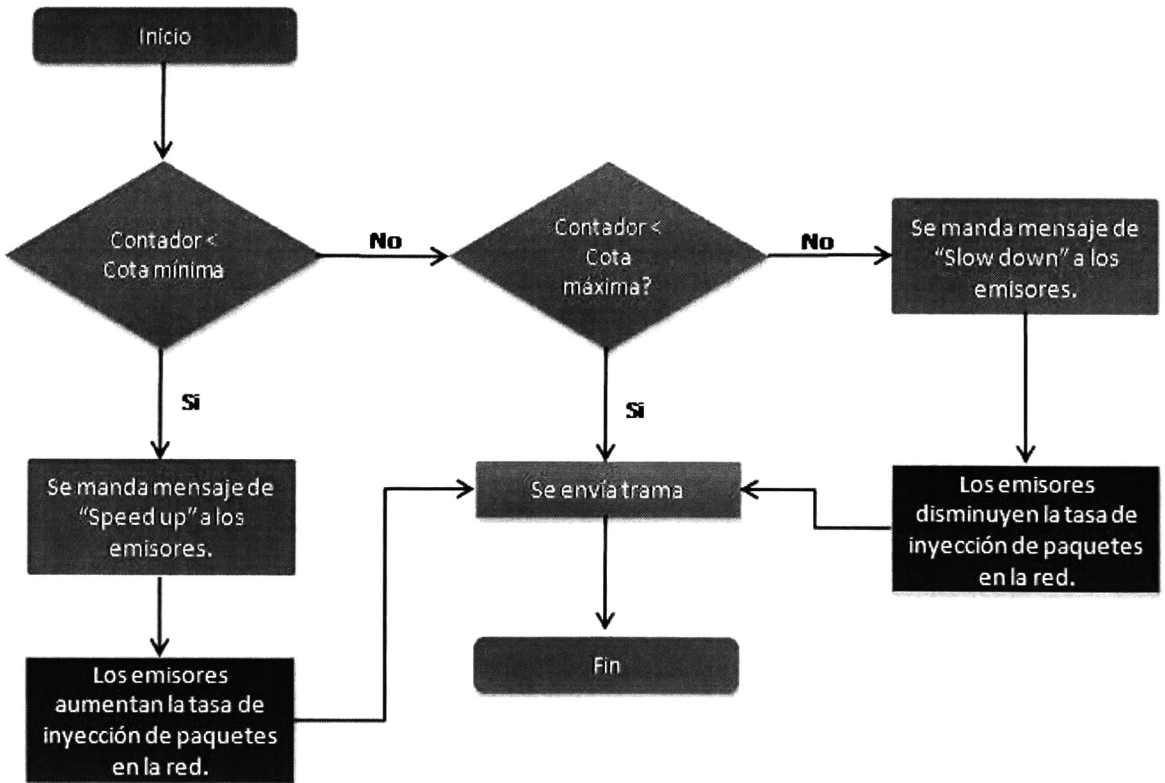 Inicio
Contador <
Cota mínima
No
Contador <
Cota
máxima?
No
Se manda mensaje de
"Slow down" a los
emisores.
Si
Si
Se manda mensaje de
"Speed up" a los
emisores.
Se envía trama
Los emisores
disminuyen la tasa de
inyección de paquetes
en la red.
Los emisores
aumentan la tasa de
inyección de paquetes
en la red.
Fin